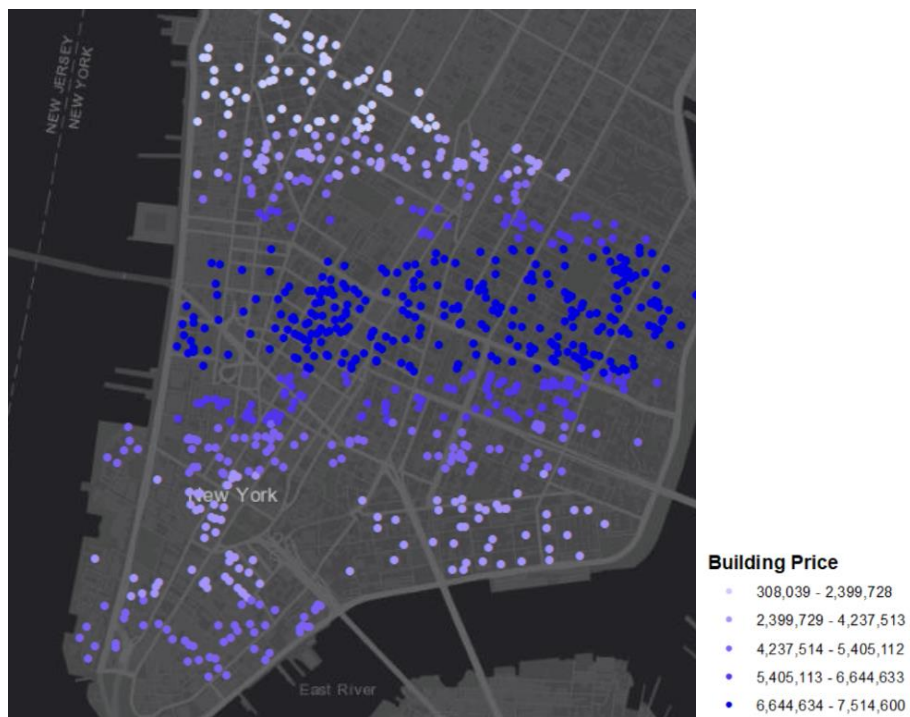 NEW JERSEY
NEW YORK
New York
East River
Building Price
308,039 - 2,399,728
2,399,729 - 4,237,513
4,237,514 - 5,405,112
5,405,113 - 6,644,633
6,644,634 - 7,514,600